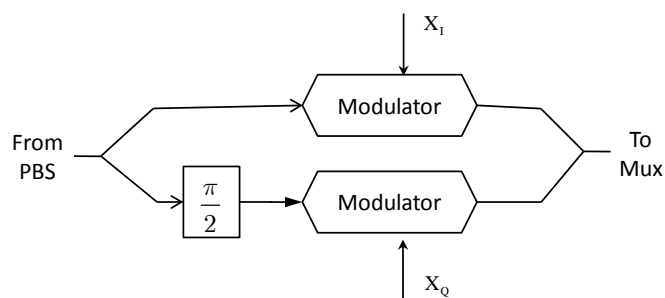 X_I
Modulator
From
PBS
To
Mux
π/2
Modulator
X_Q